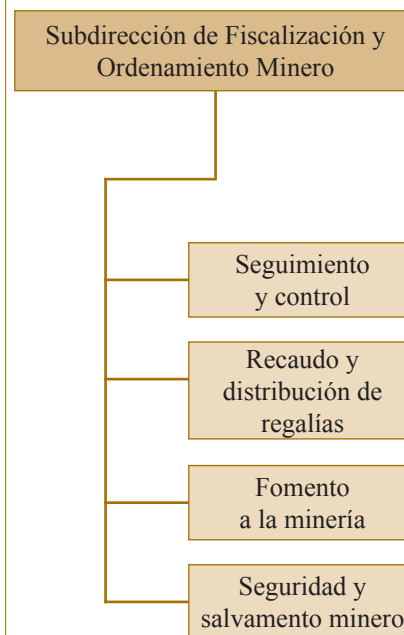 Subdirección de Fiscalización y
Ordenamiento Minero
Seguimiento
y control
Recaudo y
distribución de
regalías
Fomento
a la minería
Seguridad y
salvamento minero